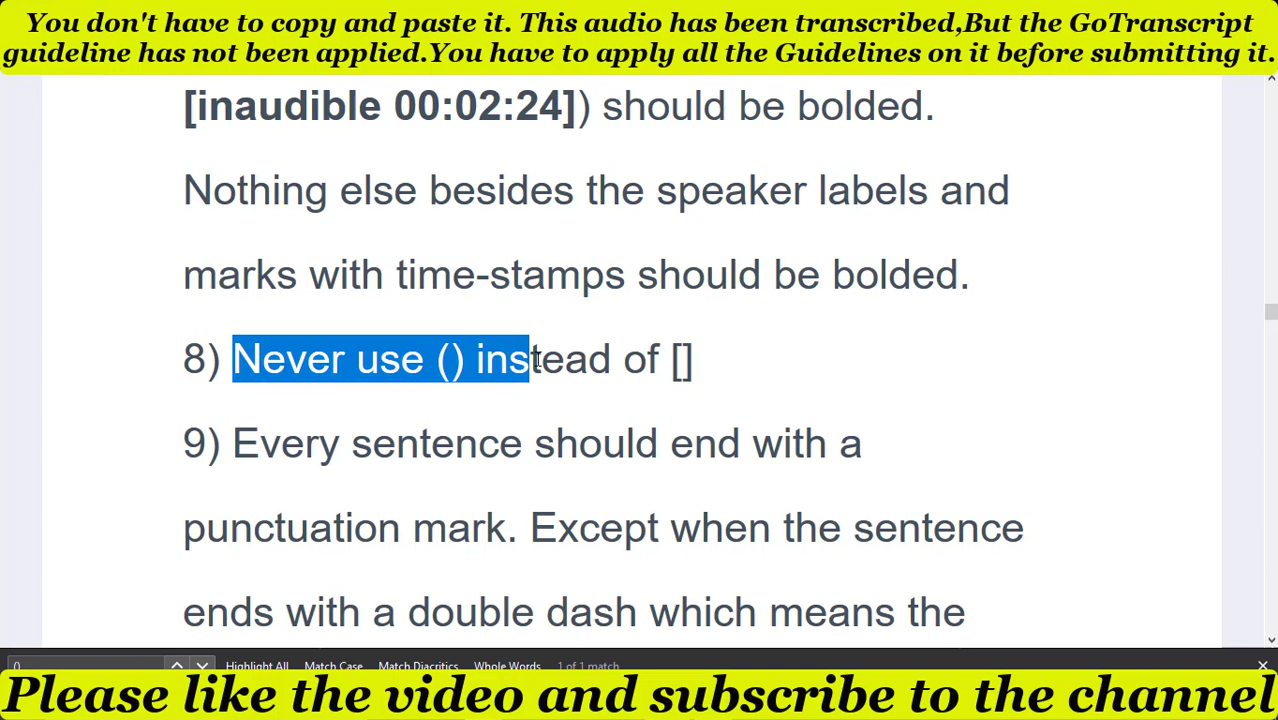 You don't have to copy and paste it. This audio has been transcribed,But the GoTranscript
guideline has not been applied.You have to apply all the Guidelines on it before submitting it.
[inaudible 00:02:24]) should be bolded.
Nothing else besides the speaker labels and
marks with time-stamps should be bolded.
8) Never use () instead of []
9) Every sentence should end with a
punctuation mark. Except when the sentence
ends with a double dash which means the
() Highlight All Match Case Match Diacritics Whole Words 1 of 1 match
Please like the video and subscribe to the channel